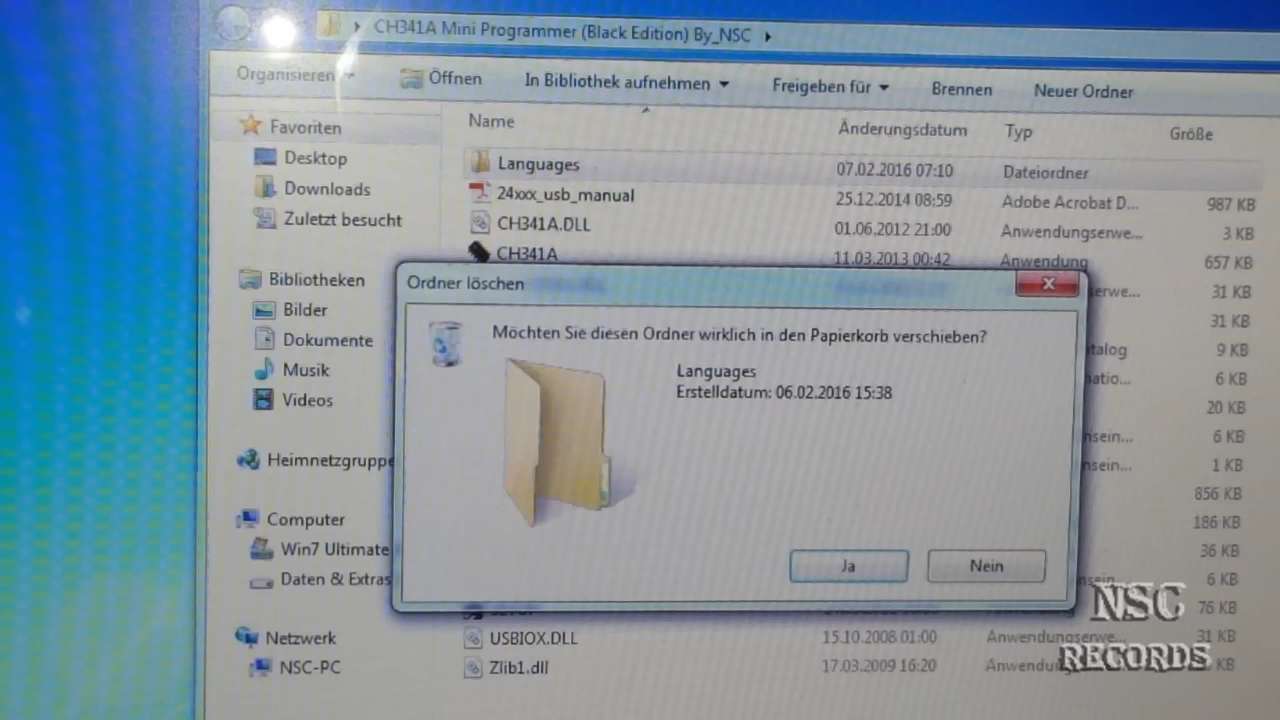 CH341A Mini Programmer (Black Edition) By_NSC
Organisieren Öffnen In Bibliothek aufnehmen Freigeben für Brennen Neuer Ordner
Name Änderungsdatum Typ Größe
Favoriten
Desktop
Downloads
Zuletzt besucht
Bibliotheken
Bilder
Dokumente
Musik
Videos
Heimnetzgruppe
Computer
Win7 Ultimate
Daten & Extras
Netzwerk
NSC-PC
Languages 07.02.2016 07:10 Dateiordner
24xxx_usb_manual 25.12.2014 08:59 Adobe Acrobat D... 987 KB
CH341A.DLL 01.06.2012 21:00 Anwendungserwe... 3 KB
CH341A 11.03.2013 00:42 Anwendung 657 KB
erwe... 31 KB
31 KB
talog 9 KB
atio... 6 KB
20 KB
nsein... 6 KB
nsein... 1 KB
856 KB
186 KB
36 KB
nsein... 6 KB
76 KB
USBIOX.DLL 15.10.2008 01:00 Anwendungserwe... 31 KB
Zlib1.dll 17.03.2009 16:20 KB
Ordner löschen
Möchten Sie diesen Ordner wirklich in den Papierkorb verschieben?
Languages
Erstelldatum: 06.02.2016 15:38
Ja Nein
NSC
RECORDS